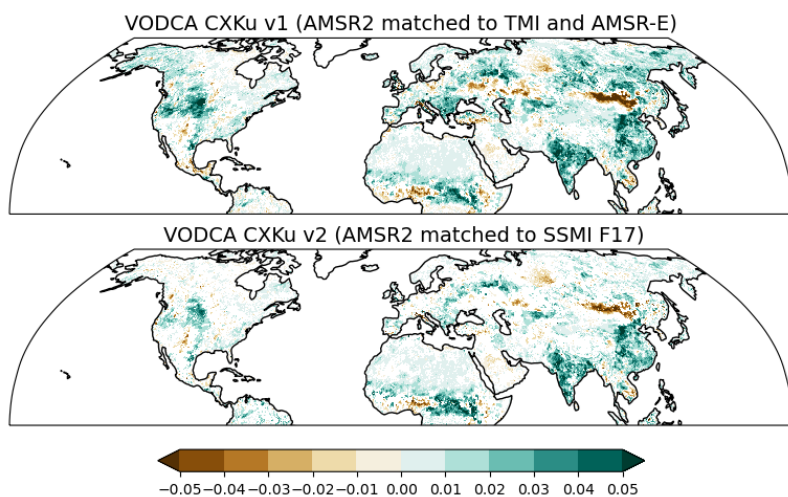 VODCA CXKu v1 (AMSR2 matched to TMI and AMSR-E)
VODCA CXKu v2 (AMSR2 matched to SSMI F17)
−0.05 −0.04 −0.03 −0.02 −0.01 0.00 0.01 0.02 0.03 0.04 0.05